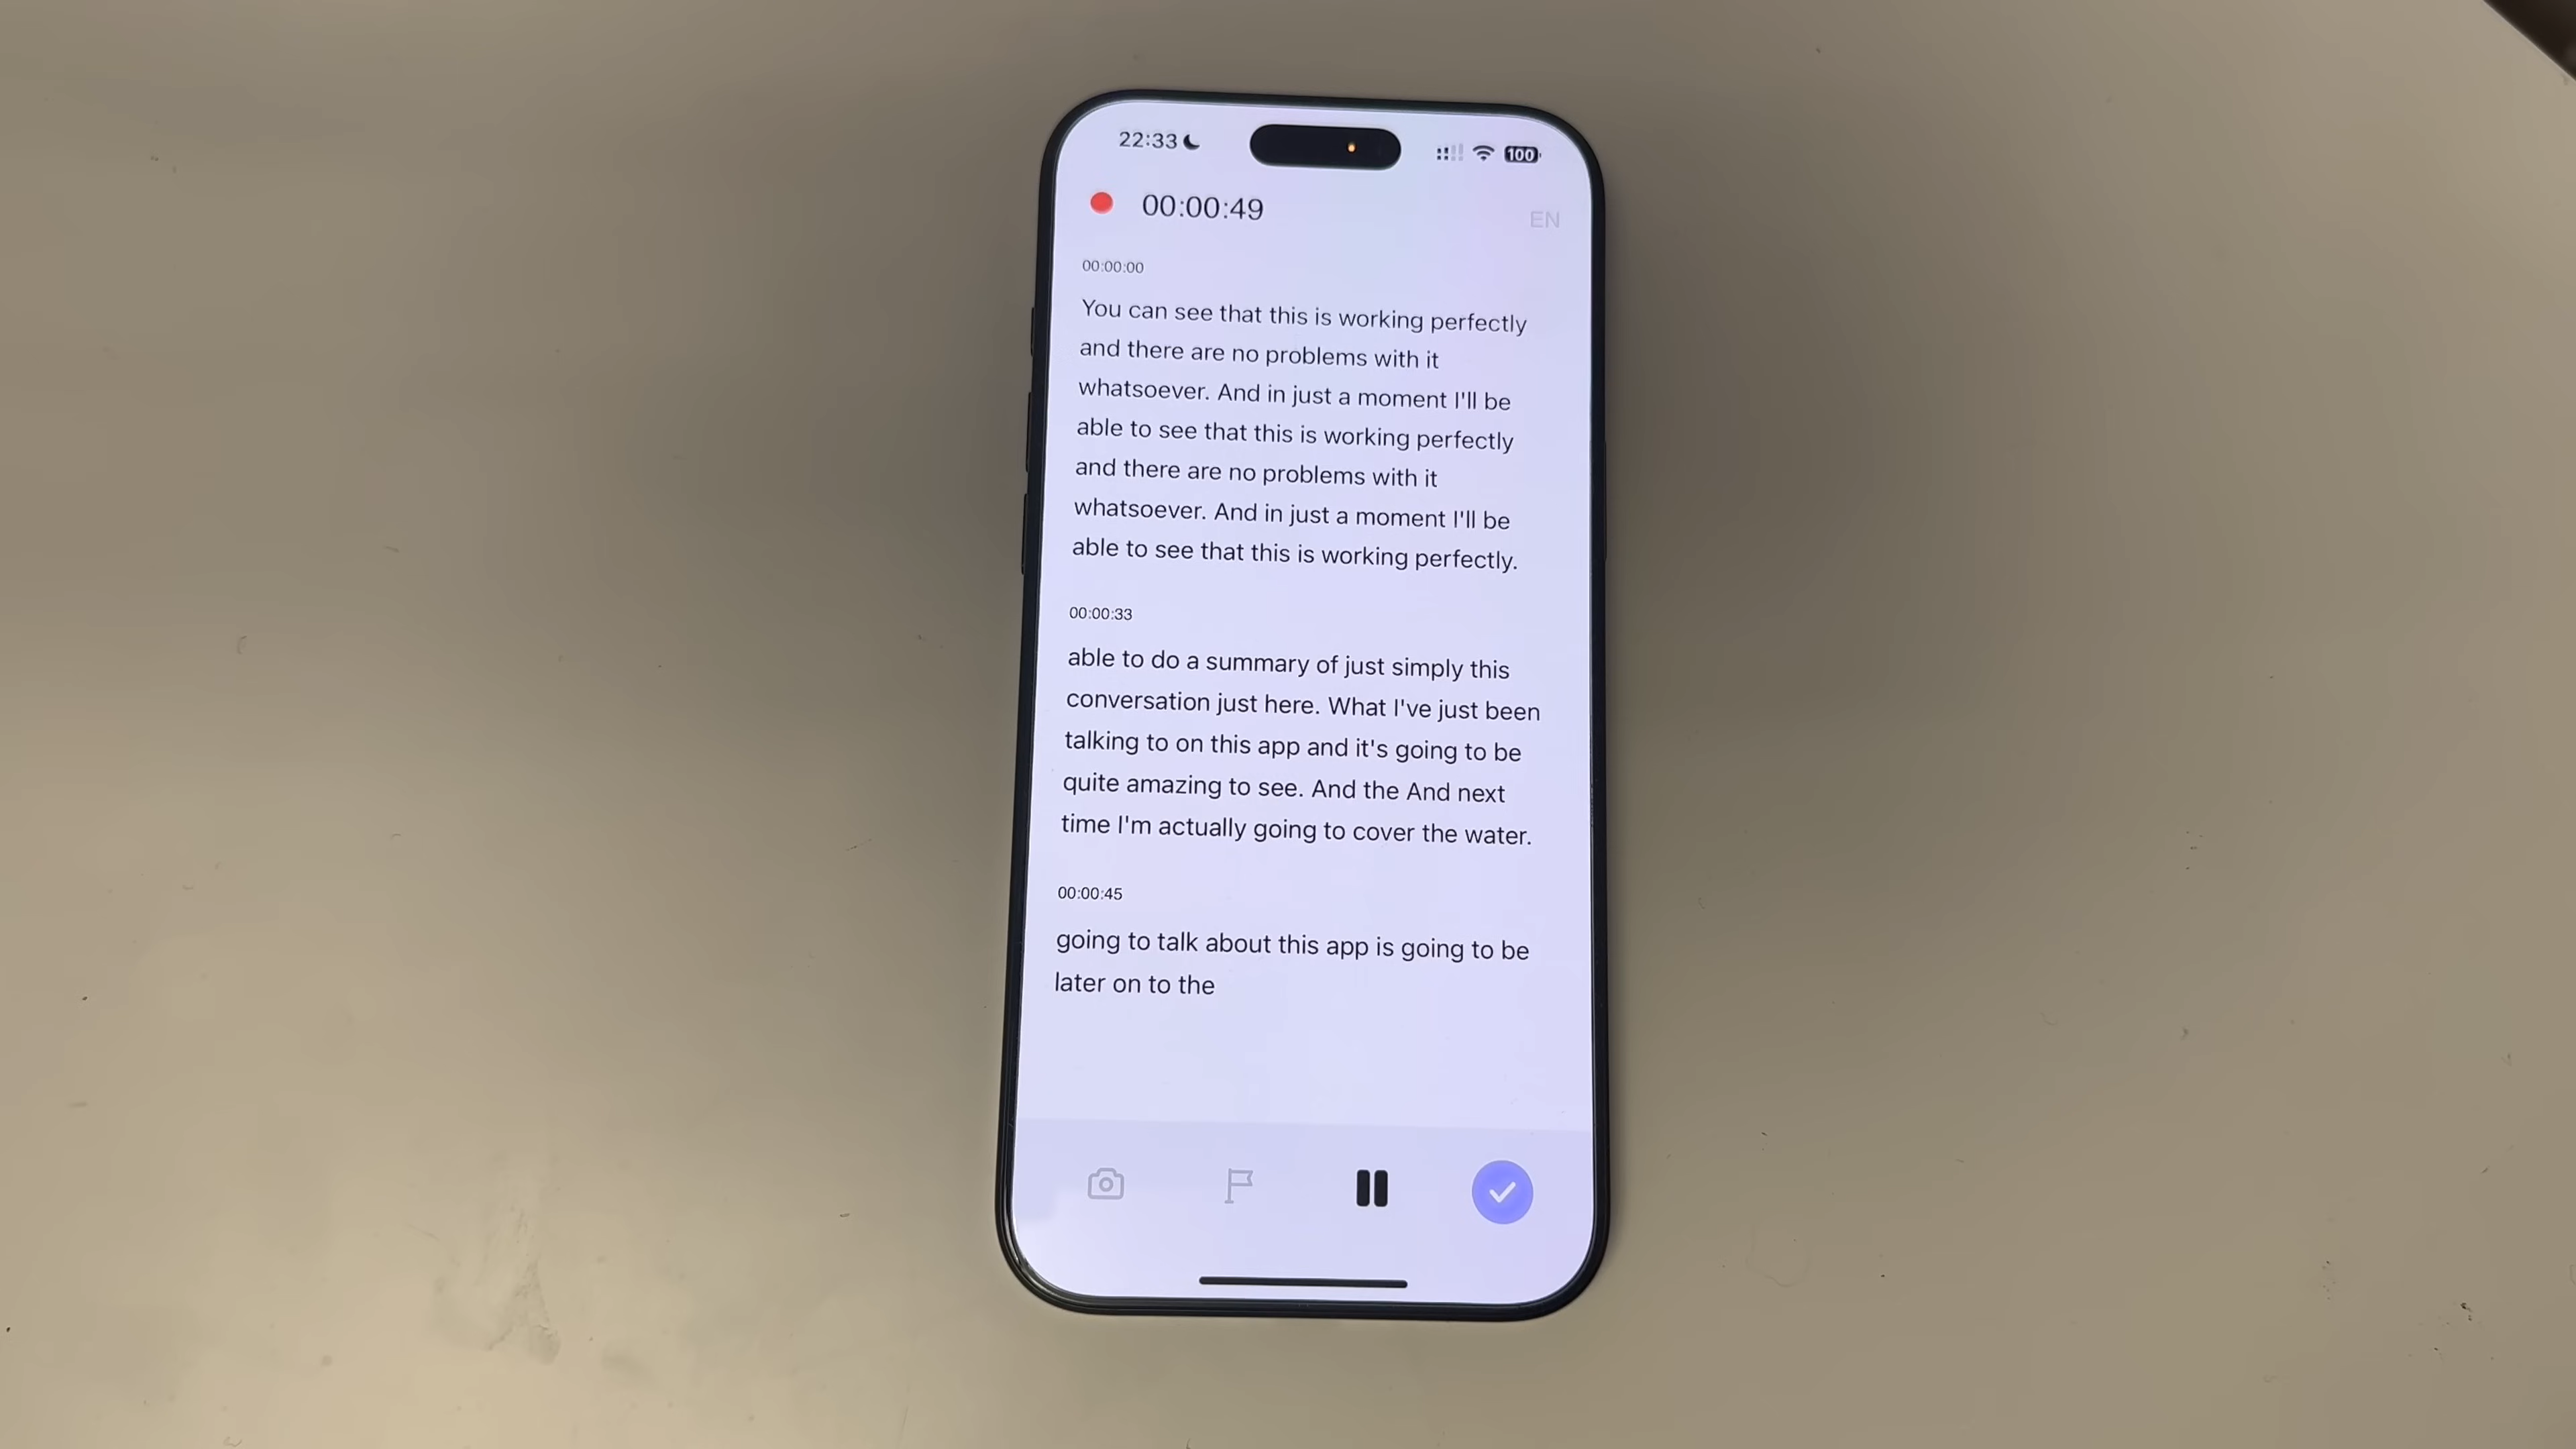 22:33
100
00:00:49
EN
00:00:00
You can see that this is working perfectly
and there are no problems with it
whatsoever. And in just a moment I'll be
able to see that this is working perfectly
and there are no problems with it
whatsoever. And in just a moment I'll be
able to see that this is working perfectly.
00:00:33
able to do a summary of just simply this
conversation just here. What I've just been
talking to on this app and it's going to be
quite amazing to see. And the And next
time I'm actually going to cover the water.
00:00:45
going to talk about this app is going to be
later on to the